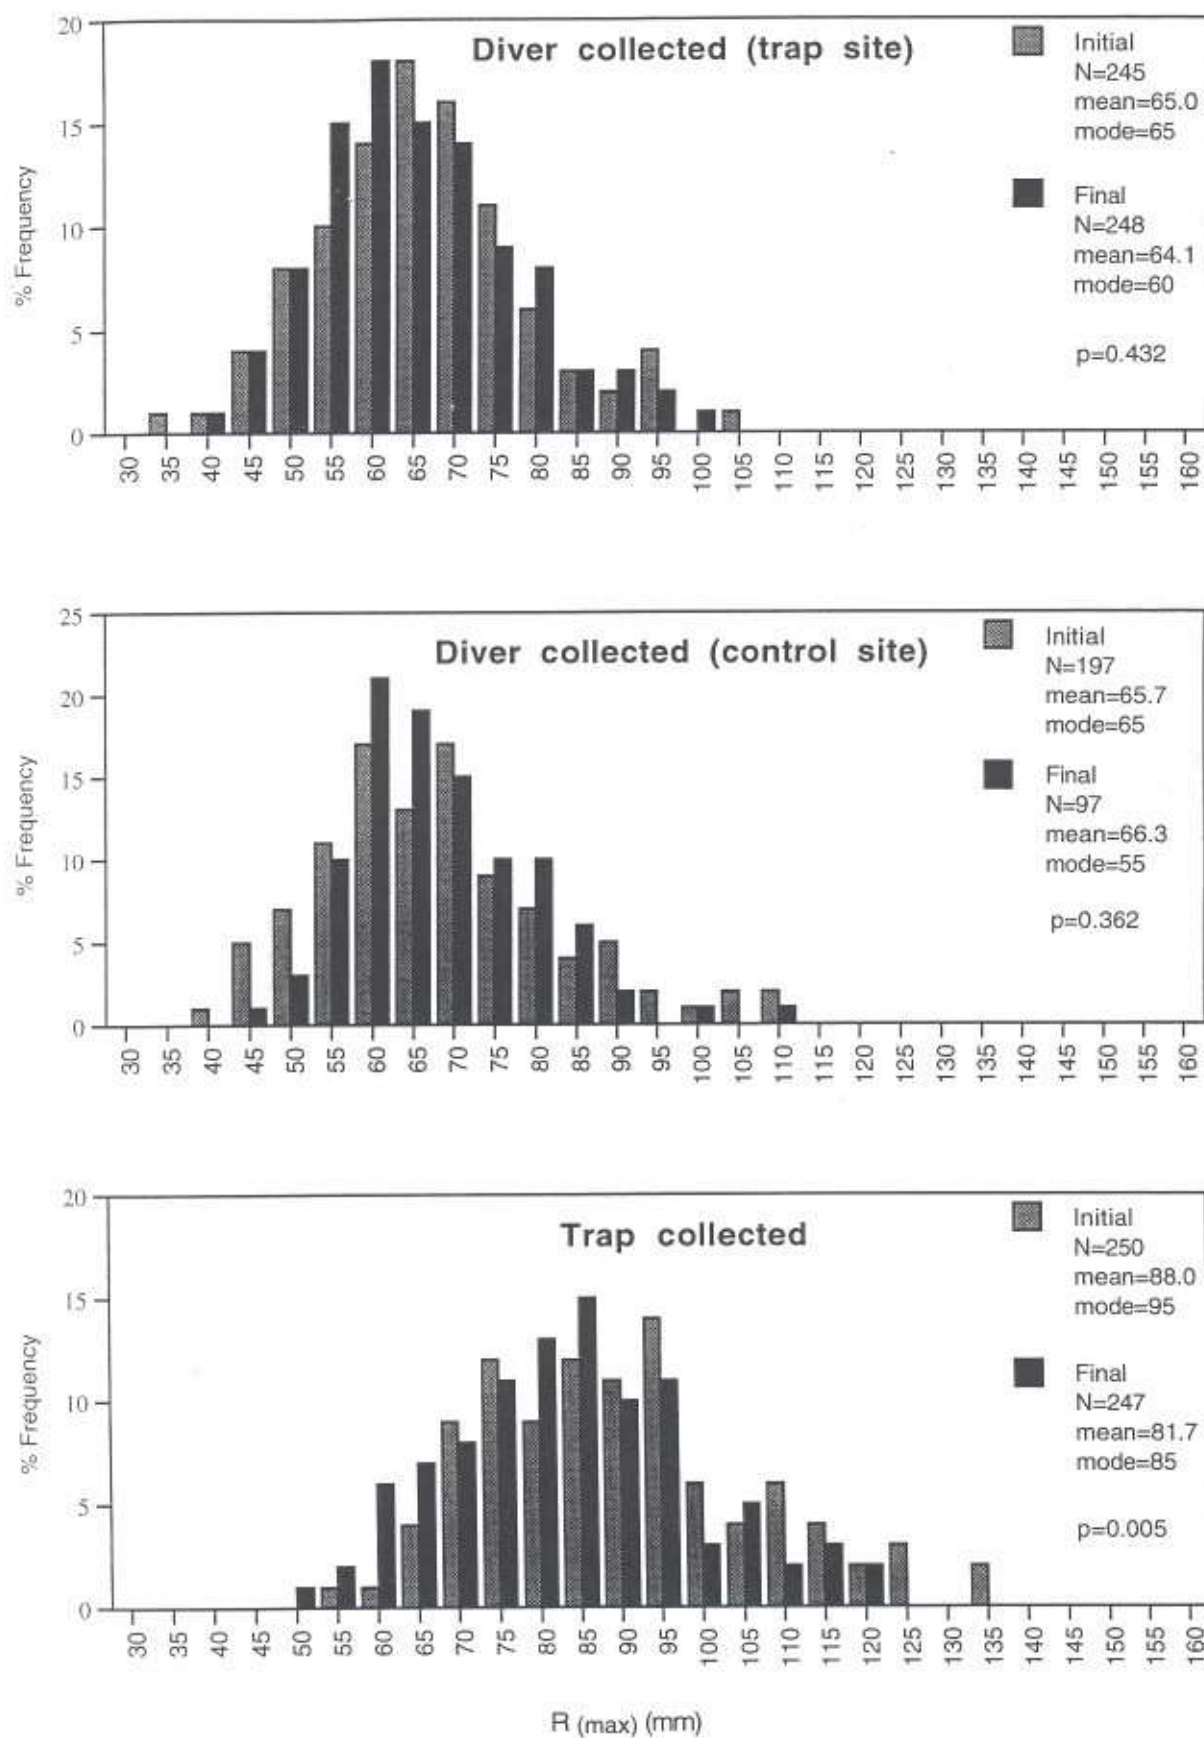 Diver collected (trap site)
Initial
N=245
mean=65.0
mode=65
Final
N=248
mean=64.1
mode=60
p=0.432
% Frequency
20
15
10
5
0
30 35 40 45 50 55 60 65 70 75 80 85 90 95 100 105 110 115 120 125 130 135 140 145 150 155 160
Diver collected (control site)
Initial
N=197
mean=65.7
mode=65
Final
N=97
mean=66.3
mode=55
p=0.362
% Frequency
25
20
15
10
5
0
30 35 40 45 50 55 60 65 70 75 80 85 90 95 100 105 110 115 120 125 130 135 140 145 150 155 160
Trap collected
Initial
N=250
mean=88.0
mode=95
Final
N=247
mean=81.7
mode=85
p=0.005
% Frequency
20
15
10
5
0
30 35 40 45 50 55 60 65 70 75 80 85 90 95 100 105 110 115 120 125 130 135 140 145 150 155 160
R (max) (mm)